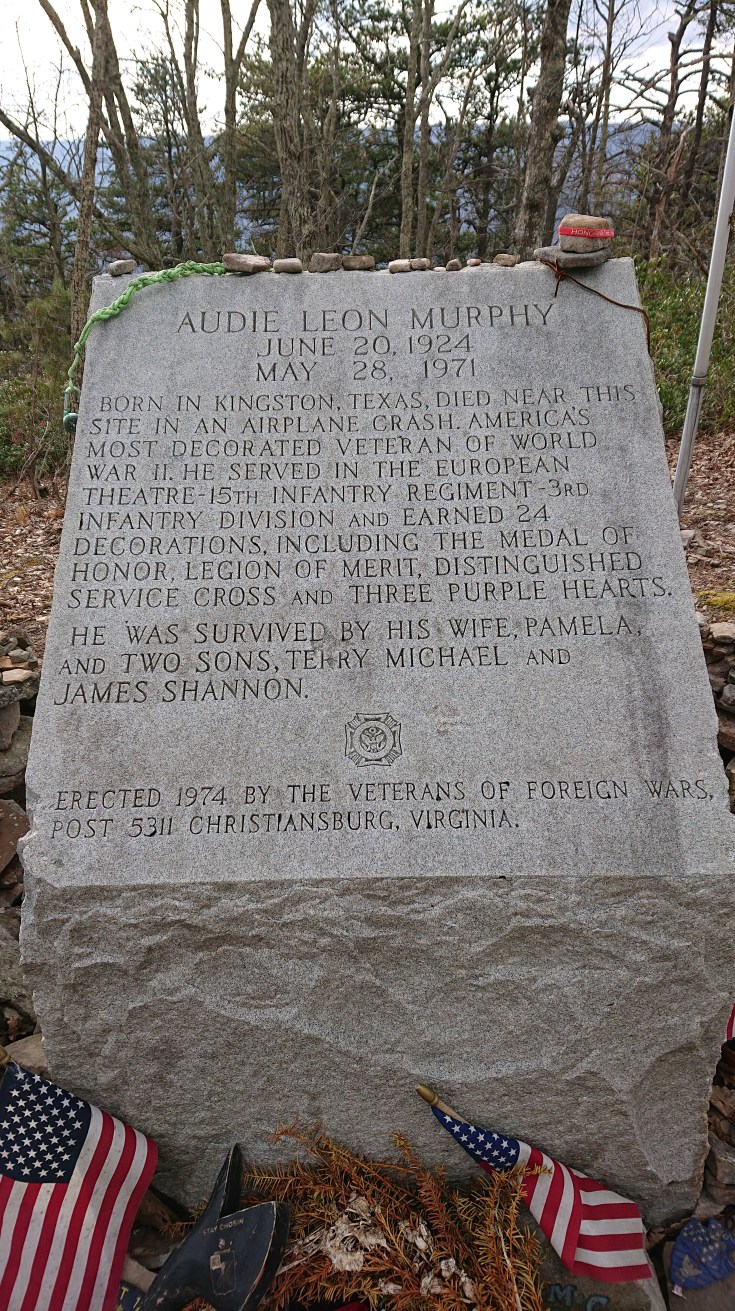 HONOR
AUDIE LEON MURPHY
JUNE 20, 1924
MAY 28, 1971
BORN IN KINGSTON, TEXAS, DIED NEAR THIS
SITE IN AN AIRPLANE CRASH. AMERICA'S
MOST DECORATED VETERAN OF WORLD
WAR II. HE SERVED IN THE EUROPEAN
THEATRE-15TH INFANTRY REGIMENT-3RD
INFANTRY DIVISION AND EARNED 24
DECORATIONS, INCLUDING THE MEDAL OF
HONOR, LEGION OF MERIT, DISTINGUISHED
SERVICE CROSS AND THREE PURPLE HEARTS.
HE WAS SURVIVED BY HIS WIFE, PAMELA,
AND TWO SONS, TERRY MICHAEL AND
JAMES SHANNON.
ERECTED 1974 BY THE VETERANS OF FOREIGN WARS,
POST 5311 CHRISTIANSBURG, VIRGINIA.
STAY CHOSIN